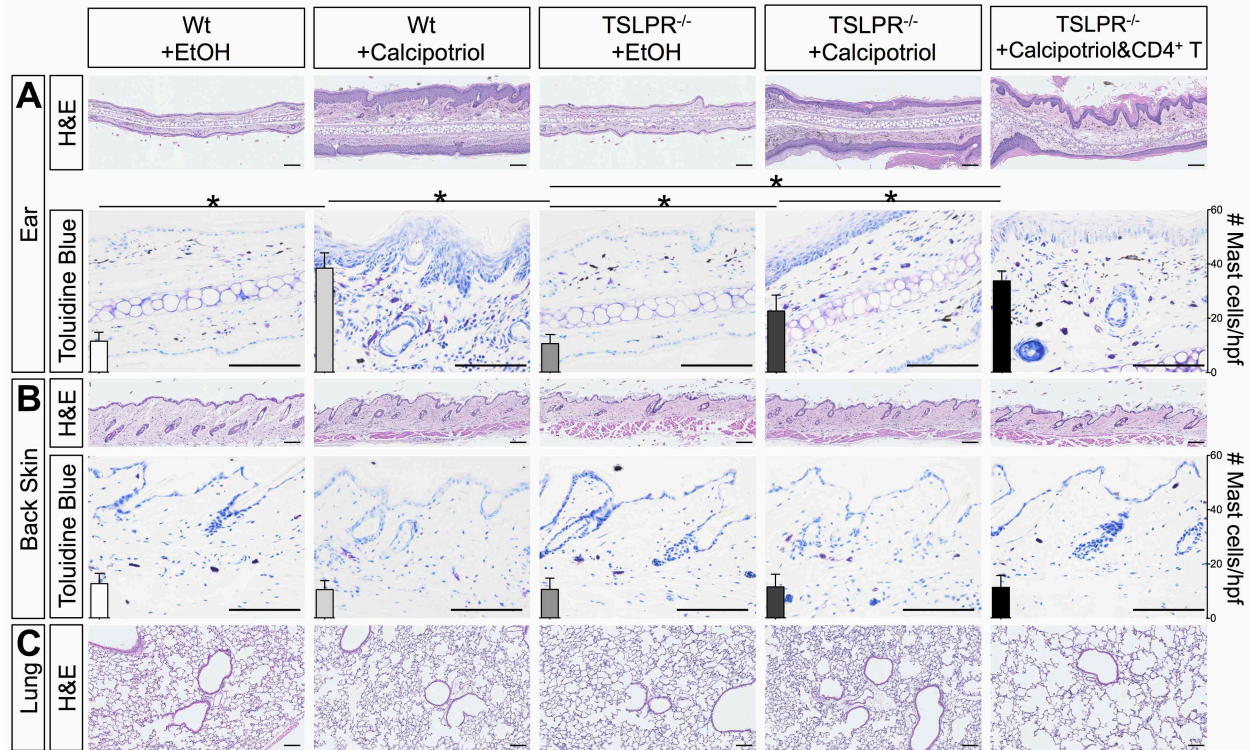 Wt
+EtOH
Wt
+Calcipotriol
TSLPR-/-
+EtOH
TSLPR-/-
+Calcipotriol
TSLPR-/-
+Calcipotriol&CD4+ T
A
Ear
H&E
* * * * *
Toluidine Blue
60
40
20
0
# Mast cells/hpf
B
Back Skin
H&E
Toluidine Blue
60
40
20
0
# Mast cells/hpf
C
Lung
H&E